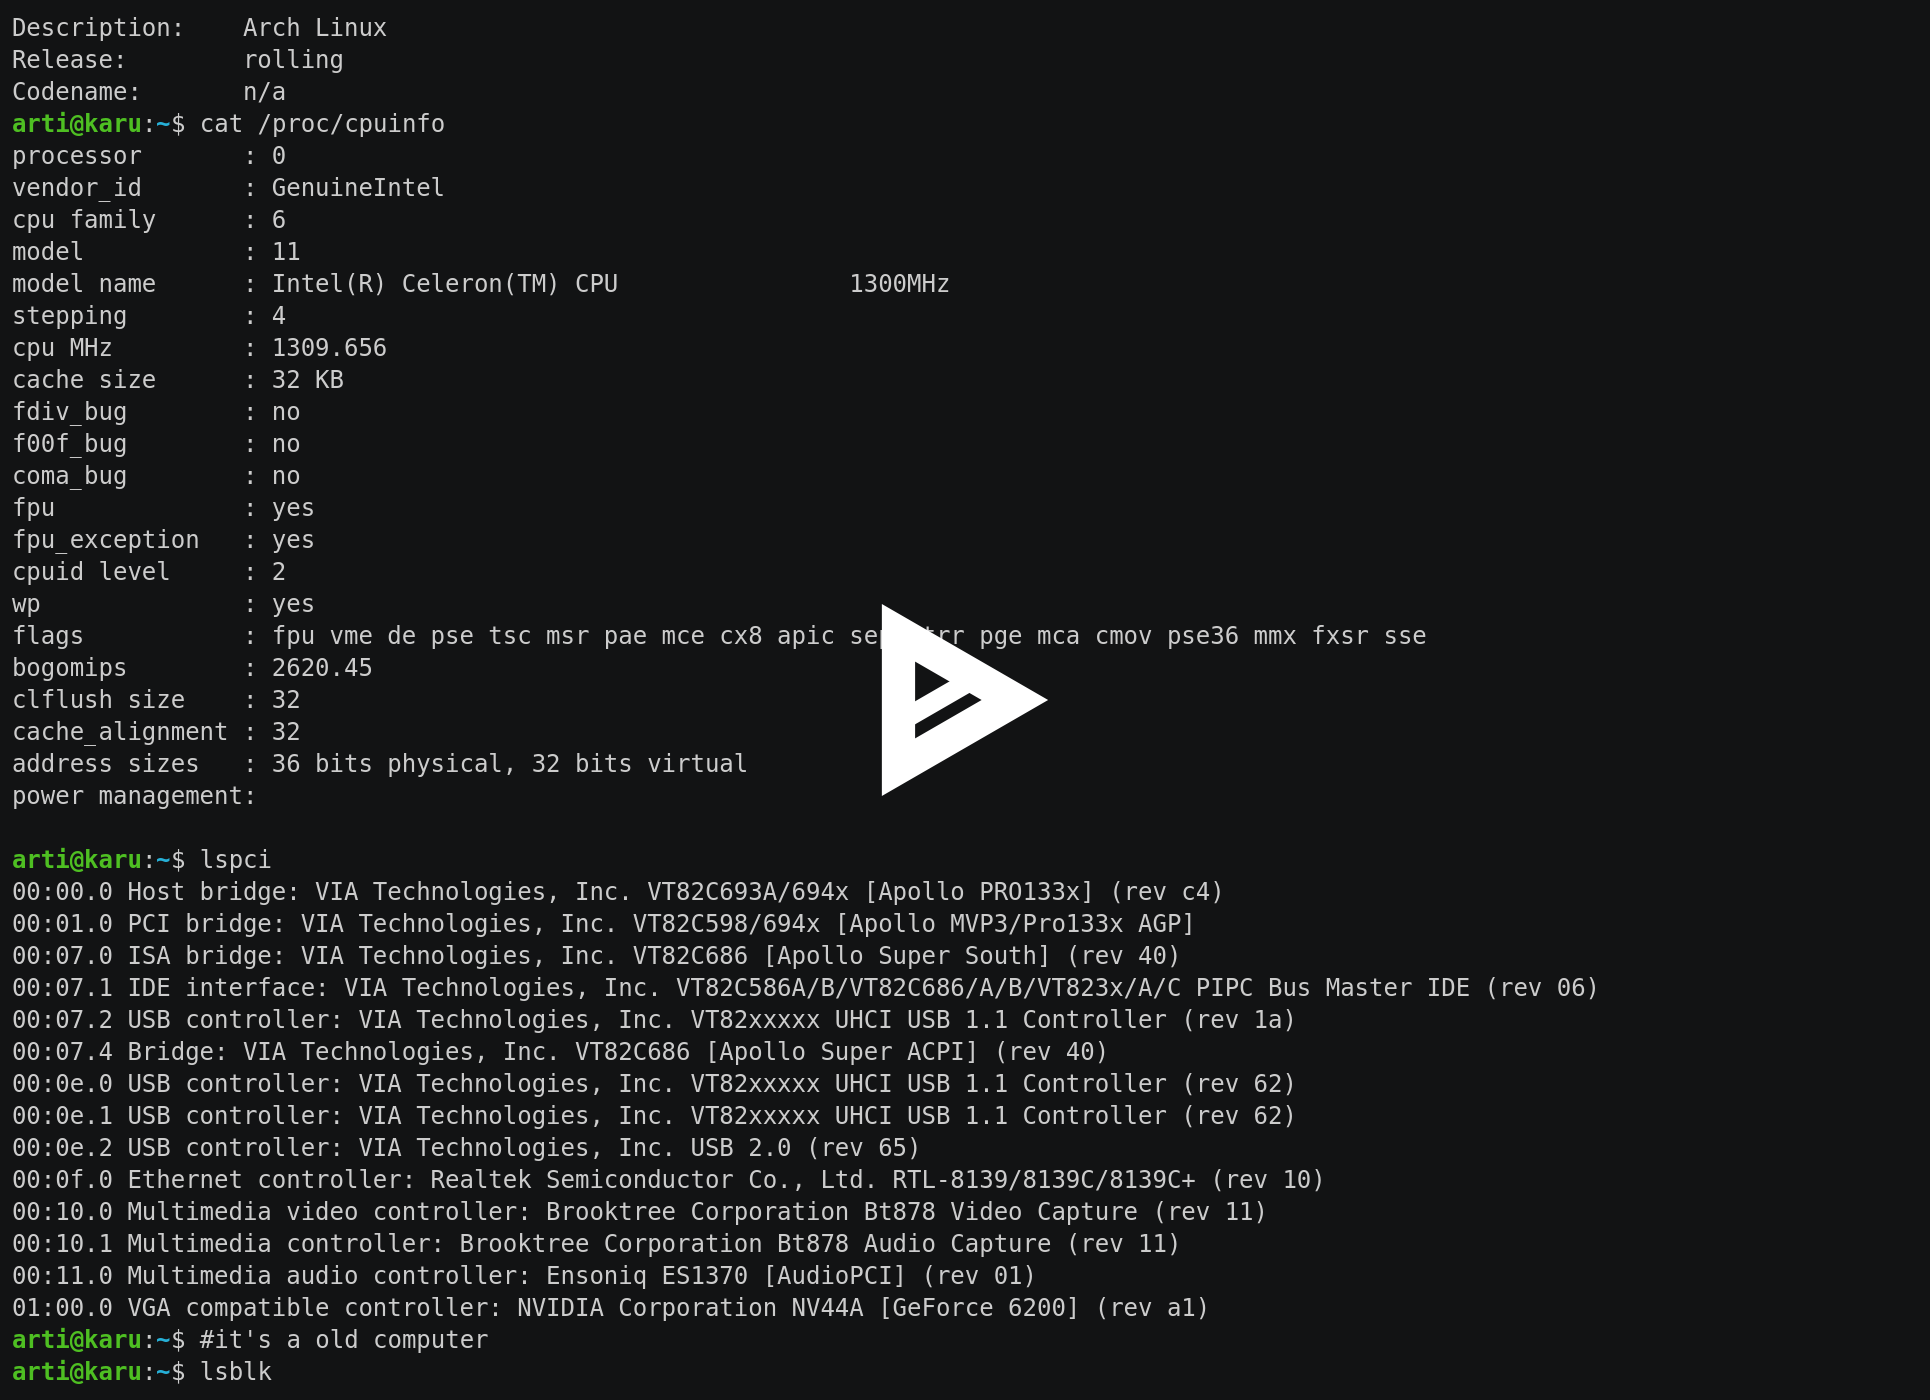 Description:    Arch Linux
Release:        rolling
Codename:       n/a
arti@karu:~$ cat /proc/cpuinfo
processor       : 0
vendor_id       : GenuineIntel
cpu family      : 6
model           : 11
model name      : Intel(R) Celeron(TM) CPU                1300MHz
stepping        : 4
cpu MHz         : 1309.656
cache size      : 32 KB
fdiv_bug        : no
f00f_bug        : no
coma_bug        : no
fpu             : yes
fpu_exception   : yes
cpuid level     : 2
wp              : yes
flags           : fpu vme de pse tsc msr pae mce cx8 apic pge mca cmov pse36 mmx fxsr sse
bogomips        : 2620.45
clflush size    : 32
cache_alignment : 32
address sizes   : 36 bits physical, 32 bits virtual
power management:

arti@karu:~$ lspci
00:00.0 Host bridge: VIA Technologies, Inc. VT82C693A/694x [Apollo PRO133x] (rev c4)
00:01.0 PCI bridge: VIA Technologies, Inc. VT82C598/694x [Apollo MVP3/Pro133x AGP]
00:07.0 ISA bridge: VIA Technologies, Inc. VT82C686 [Apollo Super South] (rev 40)
00:07.1 IDE interface: VIA Technologies, Inc. VT82C586A/B/VT82C686/A/B/VT823x/A/C PIPC Bus Master IDE (rev 06)
00:07.2 USB controller: VIA Technologies, Inc. VT82xxxxx UHCI USB 1.1 Controller (rev 1a)
00:07.4 Bridge: VIA Technologies, Inc. VT82C686 [Apollo Super ACPI] (rev 40)
00:0e.0 USB controller: VIA Technologies, Inc. VT82xxxxx UHCI USB 1.1 Controller (rev 62)
00:0e.1 USB controller: VIA Technologies, Inc. VT82xxxxx UHCI USB 1.1 Controller (rev 62)
00:0e.2 USB controller: VIA Technologies, Inc. USB 2.0 (rev 65)
00:0f.0 Ethernet controller: Realtek Semiconductor Co., Ltd. RTL-8139/8139C/8139C+ (rev 10)
00:10.0 Multimedia video controller: Brooktree Corporation Bt878 Video Capture (rev 11)
00:10.1 Multimedia controller: Brooktree Corporation Bt878 Audio Capture (rev 11)
00:11.0 Multimedia audio controller: Ensoniq ES1370 [AudioPCI] (rev 01)
01:00.0 VGA compatible controller: NVIDIA Corporation NV44A [GeForce 6200] (rev a1)
arti@karu:~$ #it's a old computer
arti@karu:~$ lsblk